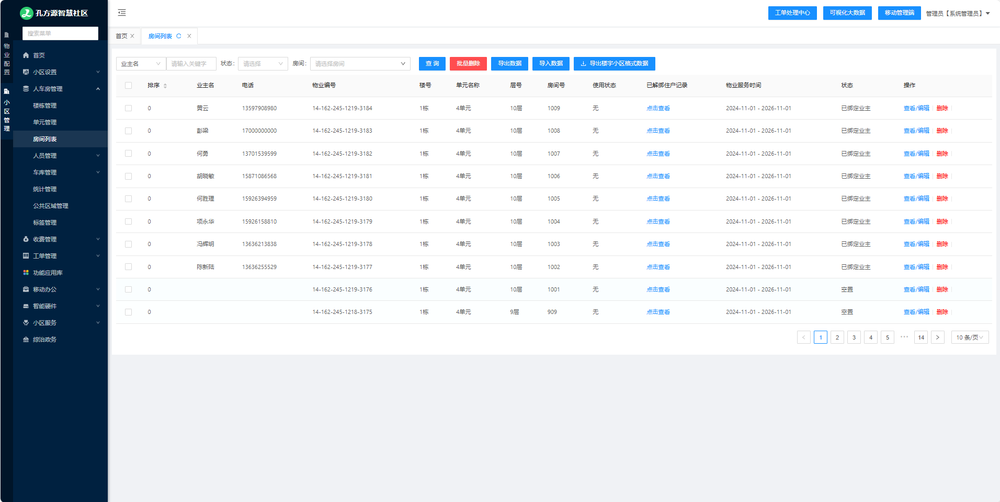 孔方源智慧社区
搜索菜单
物业配置
小区管理
首页
小区设置
人车房管理
楼栋管理
单元管理
房间列表
人员管理
车库管理
统计管理
公共区域管理
标签管理
收费管理
工单管理
功能应用库
移动办公
智能硬件
小区服务
综治政务
工单处理中心 可视化大数据 移动管理端 管理员【系统管理员】
首页 房间列表
业主名 请输入关键字 状态: 请选择 房间: 请选择房间 查 询 批量删除 导出数据 导入数据 导出楼宇小区格式数据
排序 业主名 电话 物业编号 楼号 单元名称 层号 房间号 使用状态 已解绑住户记录 物业服务时间 状态 操作
0 黄云 13597908980 14-162-245-1219-3184 1栋 4单元 10层 1009 无 点击查看 2024-11-01 - 2026-11-01 已绑定业主 查看/编辑 删除
0 彭梁 17000000000 14-162-245-1219-3183 1栋 4单元 10层 1008 无 点击查看 2024-11-01 - 2026-11-01 已绑定业主 查看/编辑 删除
0 何勇 13701539599 14-162-245-1219-3182 1栋 4单元 10层 1007 无 点击查看 2024-11-01 - 2026-11-01 已绑定业主 查看/编辑 删除
0 胡晓敏 15871086568 14-162-245-1219-3181 1栋 4单元 10层 1006 无 点击查看 2024-11-01 - 2026-11-01 已绑定业主 查看/编辑 删除
0 何胜理 15926394959 14-162-245-1219-3180 1栋 4单元 10层 1005 无 点击查看 2024-11-01 - 2026-11-01 已绑定业主 查看/编辑 删除
0 项永华 15926158810 14-162-245-1219-3179 1栋 4单元 10层 1004 无 点击查看 2024-11-01 - 2026-11-01 已绑定业主 查看/编辑 删除
0 冯辉明 13636213838 14-162-245-1219-3178 1栋 4单元 10层 1003 无 点击查看 2024-11-01 - 2026-11-01 已绑定业主 查看/编辑 删除
0 陈新陆 13636255529 14-162-245-1219-3177 1栋 4单元 10层 1002 无 点击查看 2024-11-01 - 2026-11-01 已绑定业主 查看/编辑 删除
0 14-162-245-1219-3176 1栋 4单元 10层 1001 无 点击查看 2024-11-01 - 2026-11-01 空置 查看/编辑 删除
0 14-162-245-1218-3175 1栋 4单元 9层 909 无 点击查看 2024-11-01 - 2026-11-01 空置 查看/编辑 删除
< 1 2 3 4 5 ••• 14 > 10 条/页